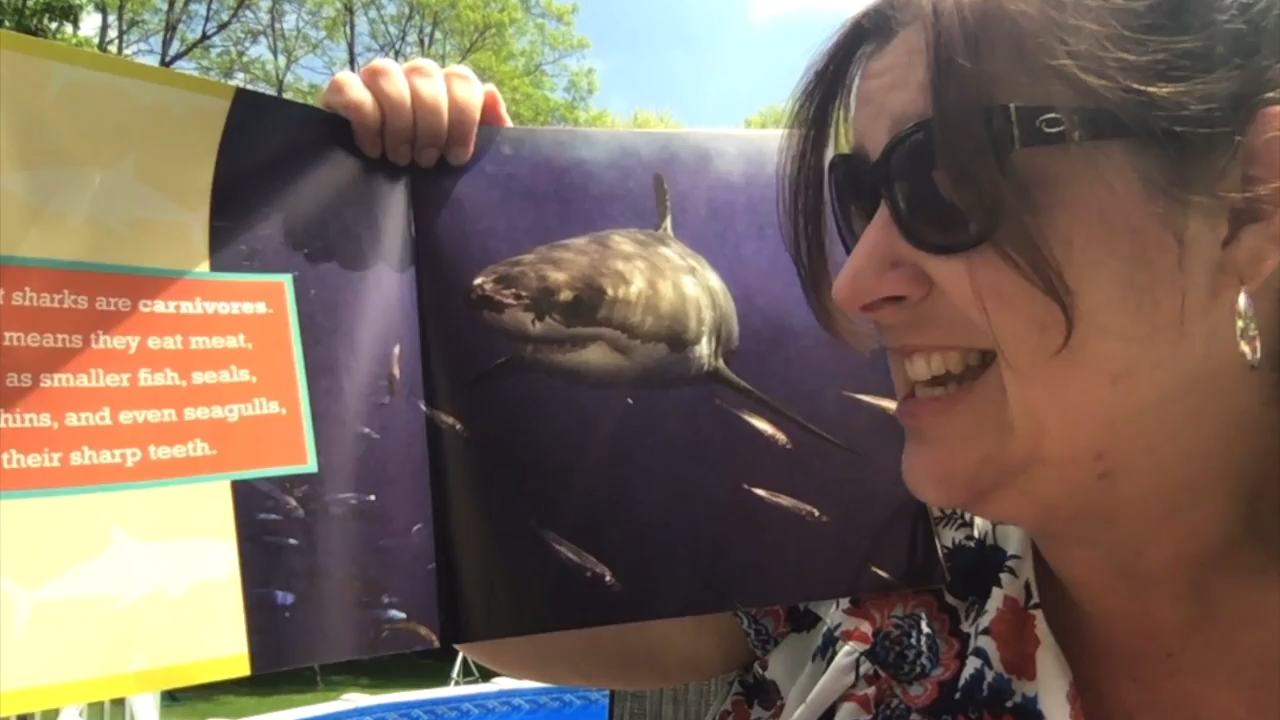 t sharks are carnivores.
means they eat meat,
as smaller fish, seals,
hins, and even seagulls,
their sharp teeth.